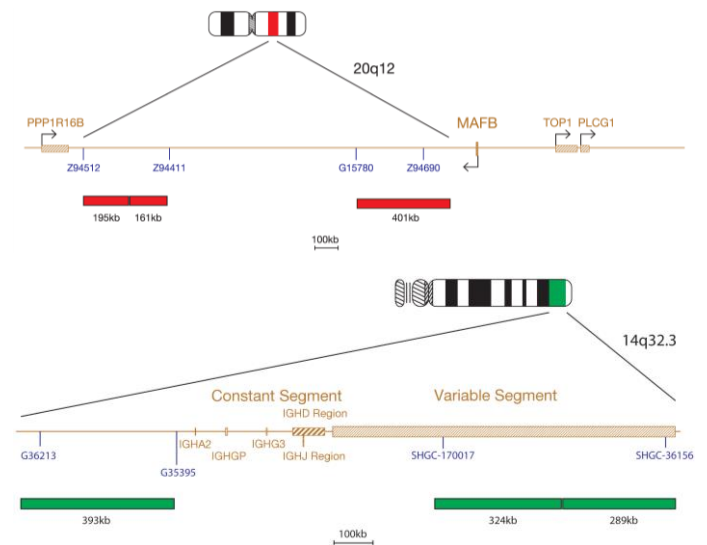 20q12
PPP1R16B
MAFB
TOP1 PLCG1
Z94512 Z94411 G15780 Z94690
195kb 161kb 401kb
100kb
14q32.3
Constant Segment Variable Segment
IGHD Region
IGHA2 IGHG3
G36213 IGHGP IGHJ Region SHGC-170017 SHGC-36156
G35395
393kb 324kb 289kb
100kb